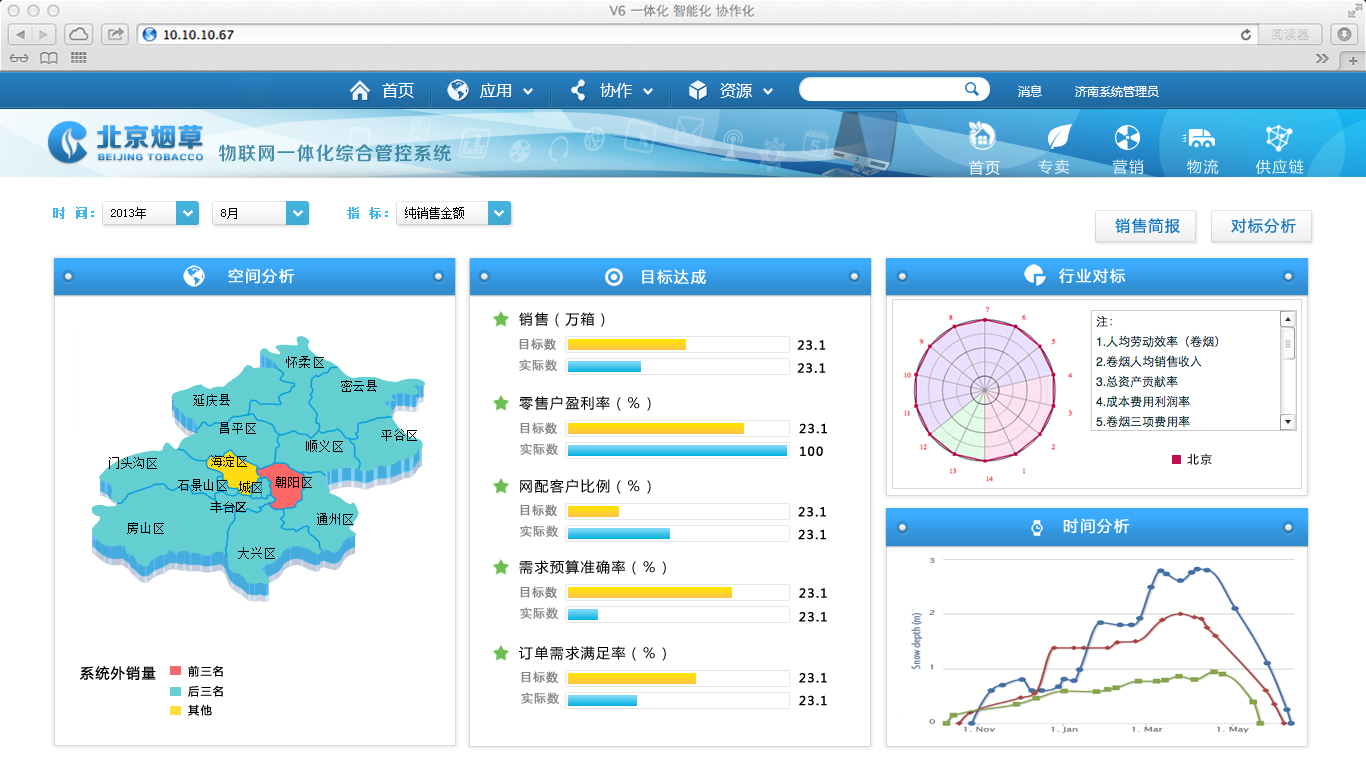 V6 一体化 智能化 协作化
10.10.10.67
阅读器
首页
应用
协作
资源
消息
济南系统管理员
北京烟草
BEIJING TOBACCO
物联网一体化综合管控系统
首页
专卖
营销
物流
供应链
时 间：
2013年
8月
指 标：
纯销售金额
销售简报
对标分析
空间分析
怀柔区
密云县
延庆县
昌平区
平谷区
顺义区
门头沟区
海淀区
石景山区
城区
朝阳区
丰台区
通州区
房山区
大兴区
系统外销量
前三名
后三名
其他
目标达成
销售（万箱）
目标数 23.1
实际数 23.1
零售户盈利率（％）
目标数 23.1
实际数 100
网配客户比例（％）
目标数 23.1
实际数 23.1
需求预算准确率（％）
目标数 23.1
实际数 23.1
订单需求满足率（％）
目标数 23.1
实际数 23.1
行业对标
7
8
6
9
5
10
4
11
3
12
2
13
1
14
注：
1.人均劳动效率（卷烟）
2.卷烟人均销售收入
3.总资产贡献率
4.成本费用利润率
5.卷烟三项费用率
北京
时间分析
Snow depth (m)
3
2
1
0
1. Nov
1. Jan
1. Mar
1. May